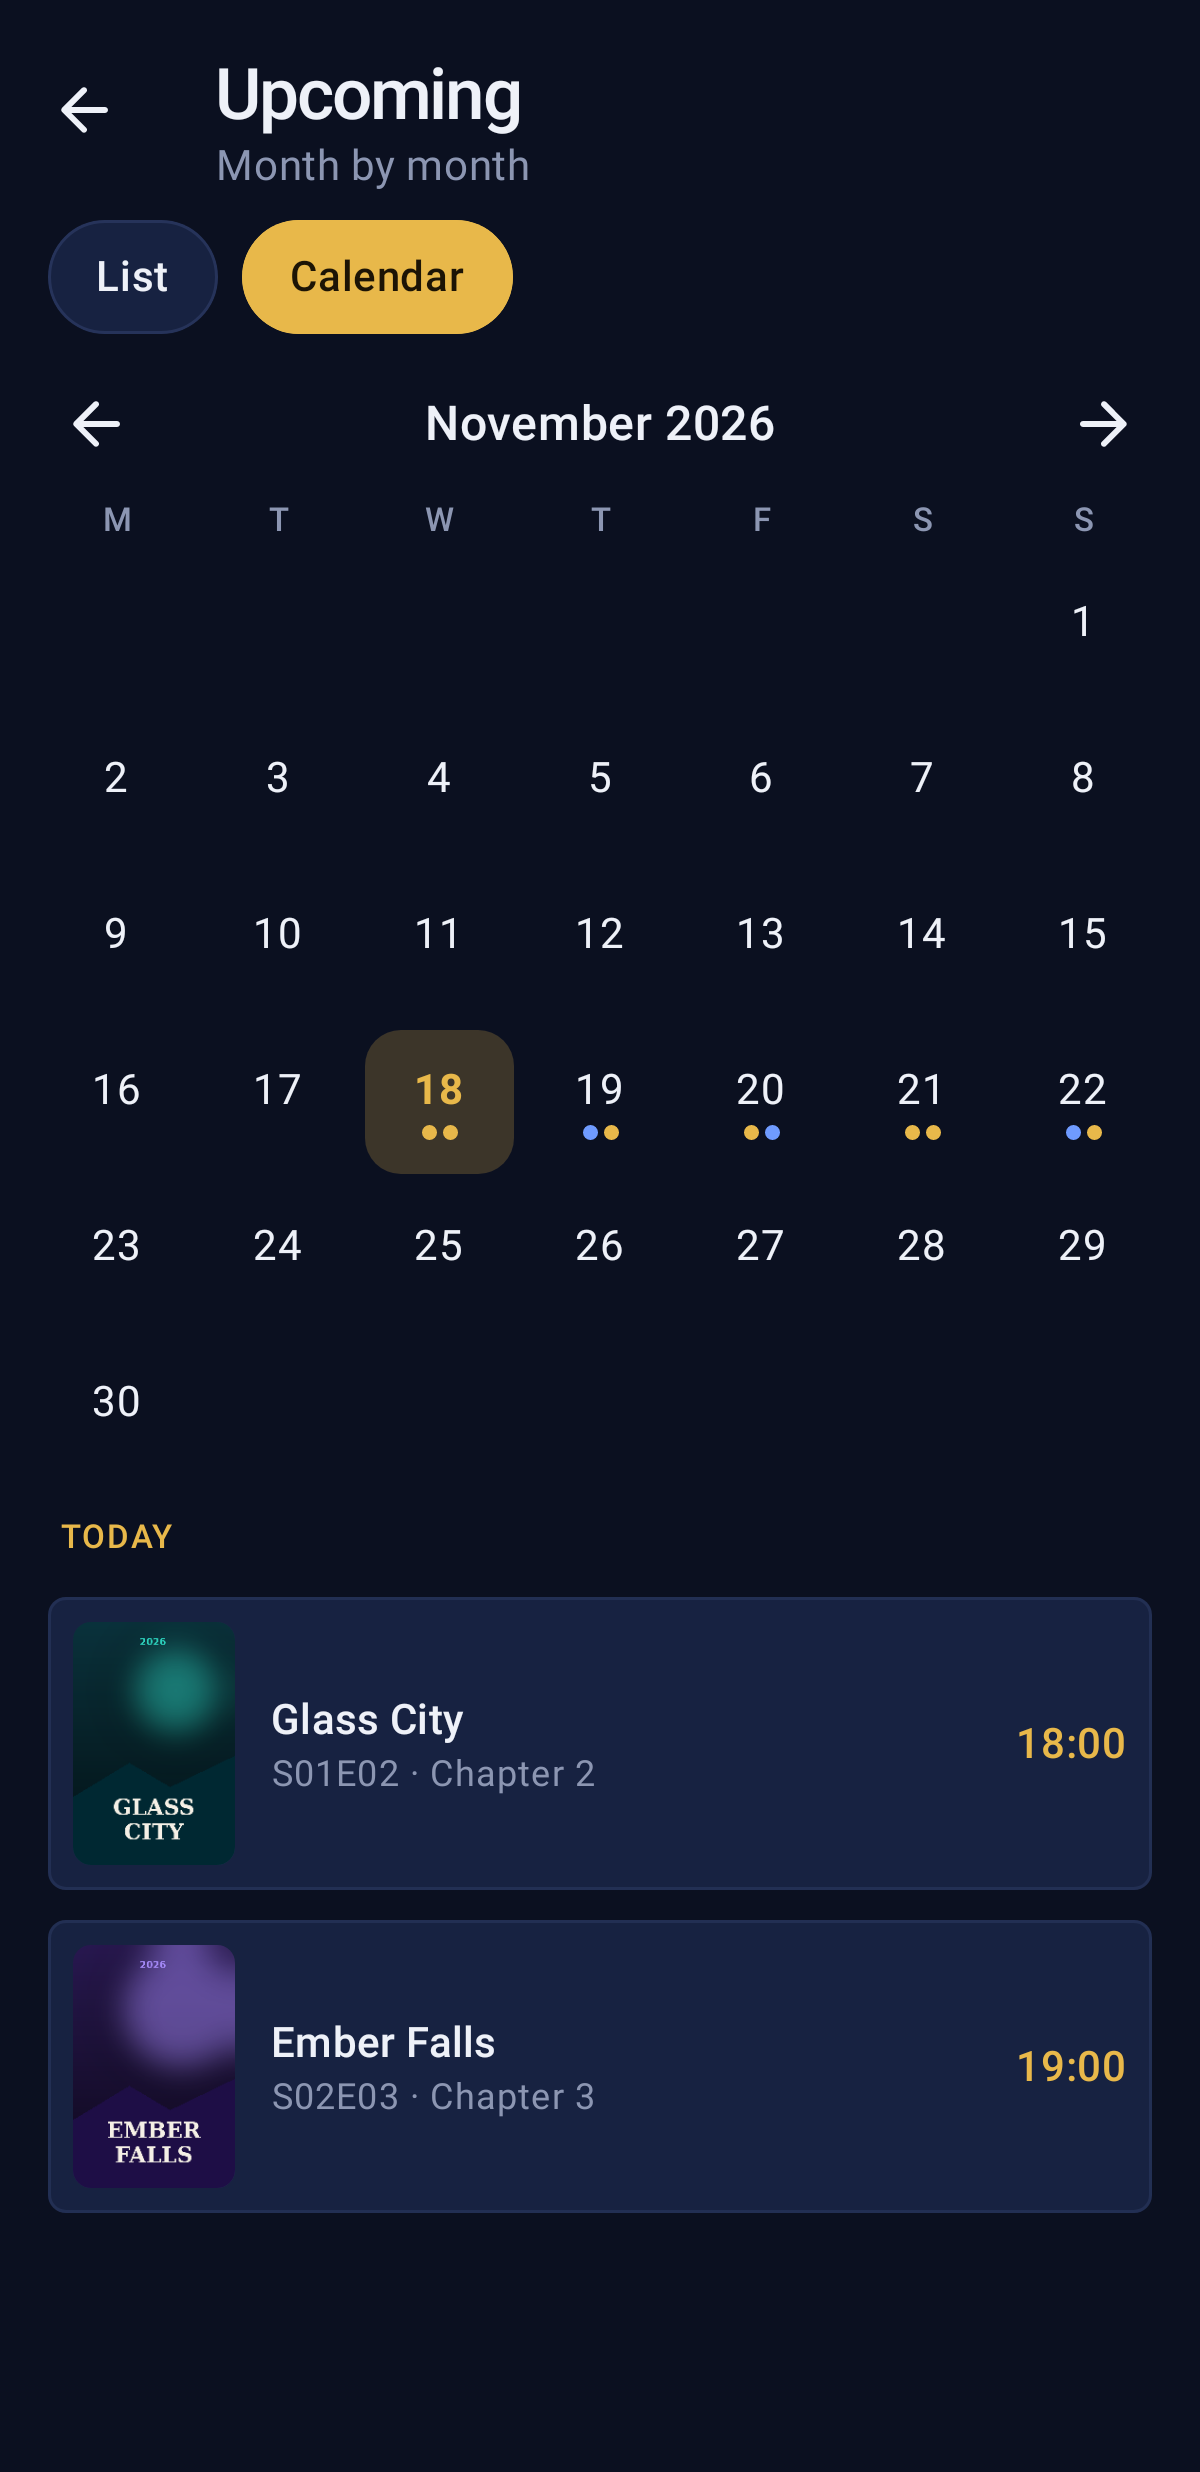 Upcoming
Month by month
List
Calendar
November 2026
M T W T F S S
1
2 3 4 5 6 7 8
9 10 11 12 13 14 15
16 17 18 19 20 21 22
23 24 25 26 27 28 29
30
TODAY
2026
GLASS
CITY
Glass City
S01E02 · Chapter 2
18:00
2026
EMBER
FALLS
Ember Falls
S02E03 · Chapter 3
19:00